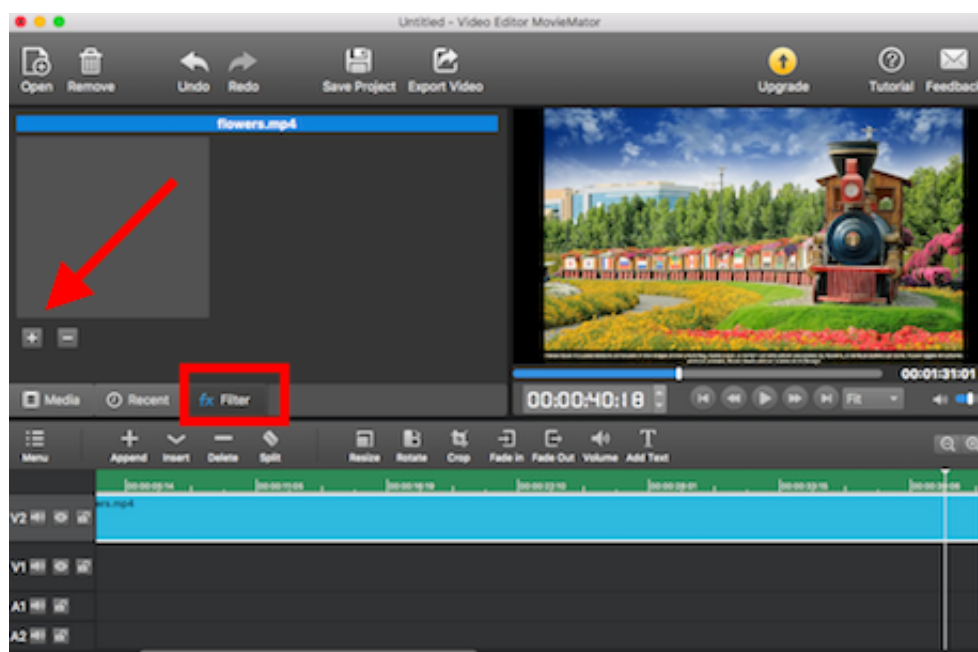 Untitled - Video Editor MovieMator
Open Remove Undo Redo Save Project Export Video Upgrade Tutorial Feedback
flowers.mp4
00:01:31:01
Media Recent fx Filter
00:00:40:18 Fit
Menu Append Insert Delete Split Resize Rotate Crop Fade in Fade Out Volume Add Text
V2
V1
A1
A2